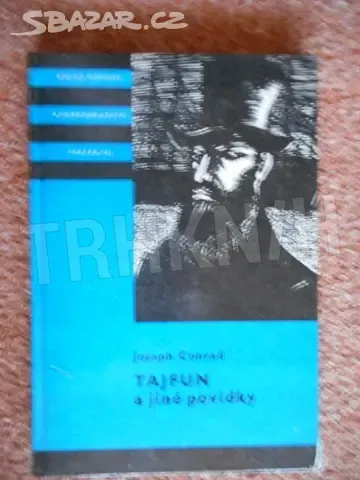 SBAZAR.CZ
TRHKNIH
Joseph Conrad
TAJFUN
a jiné povídky